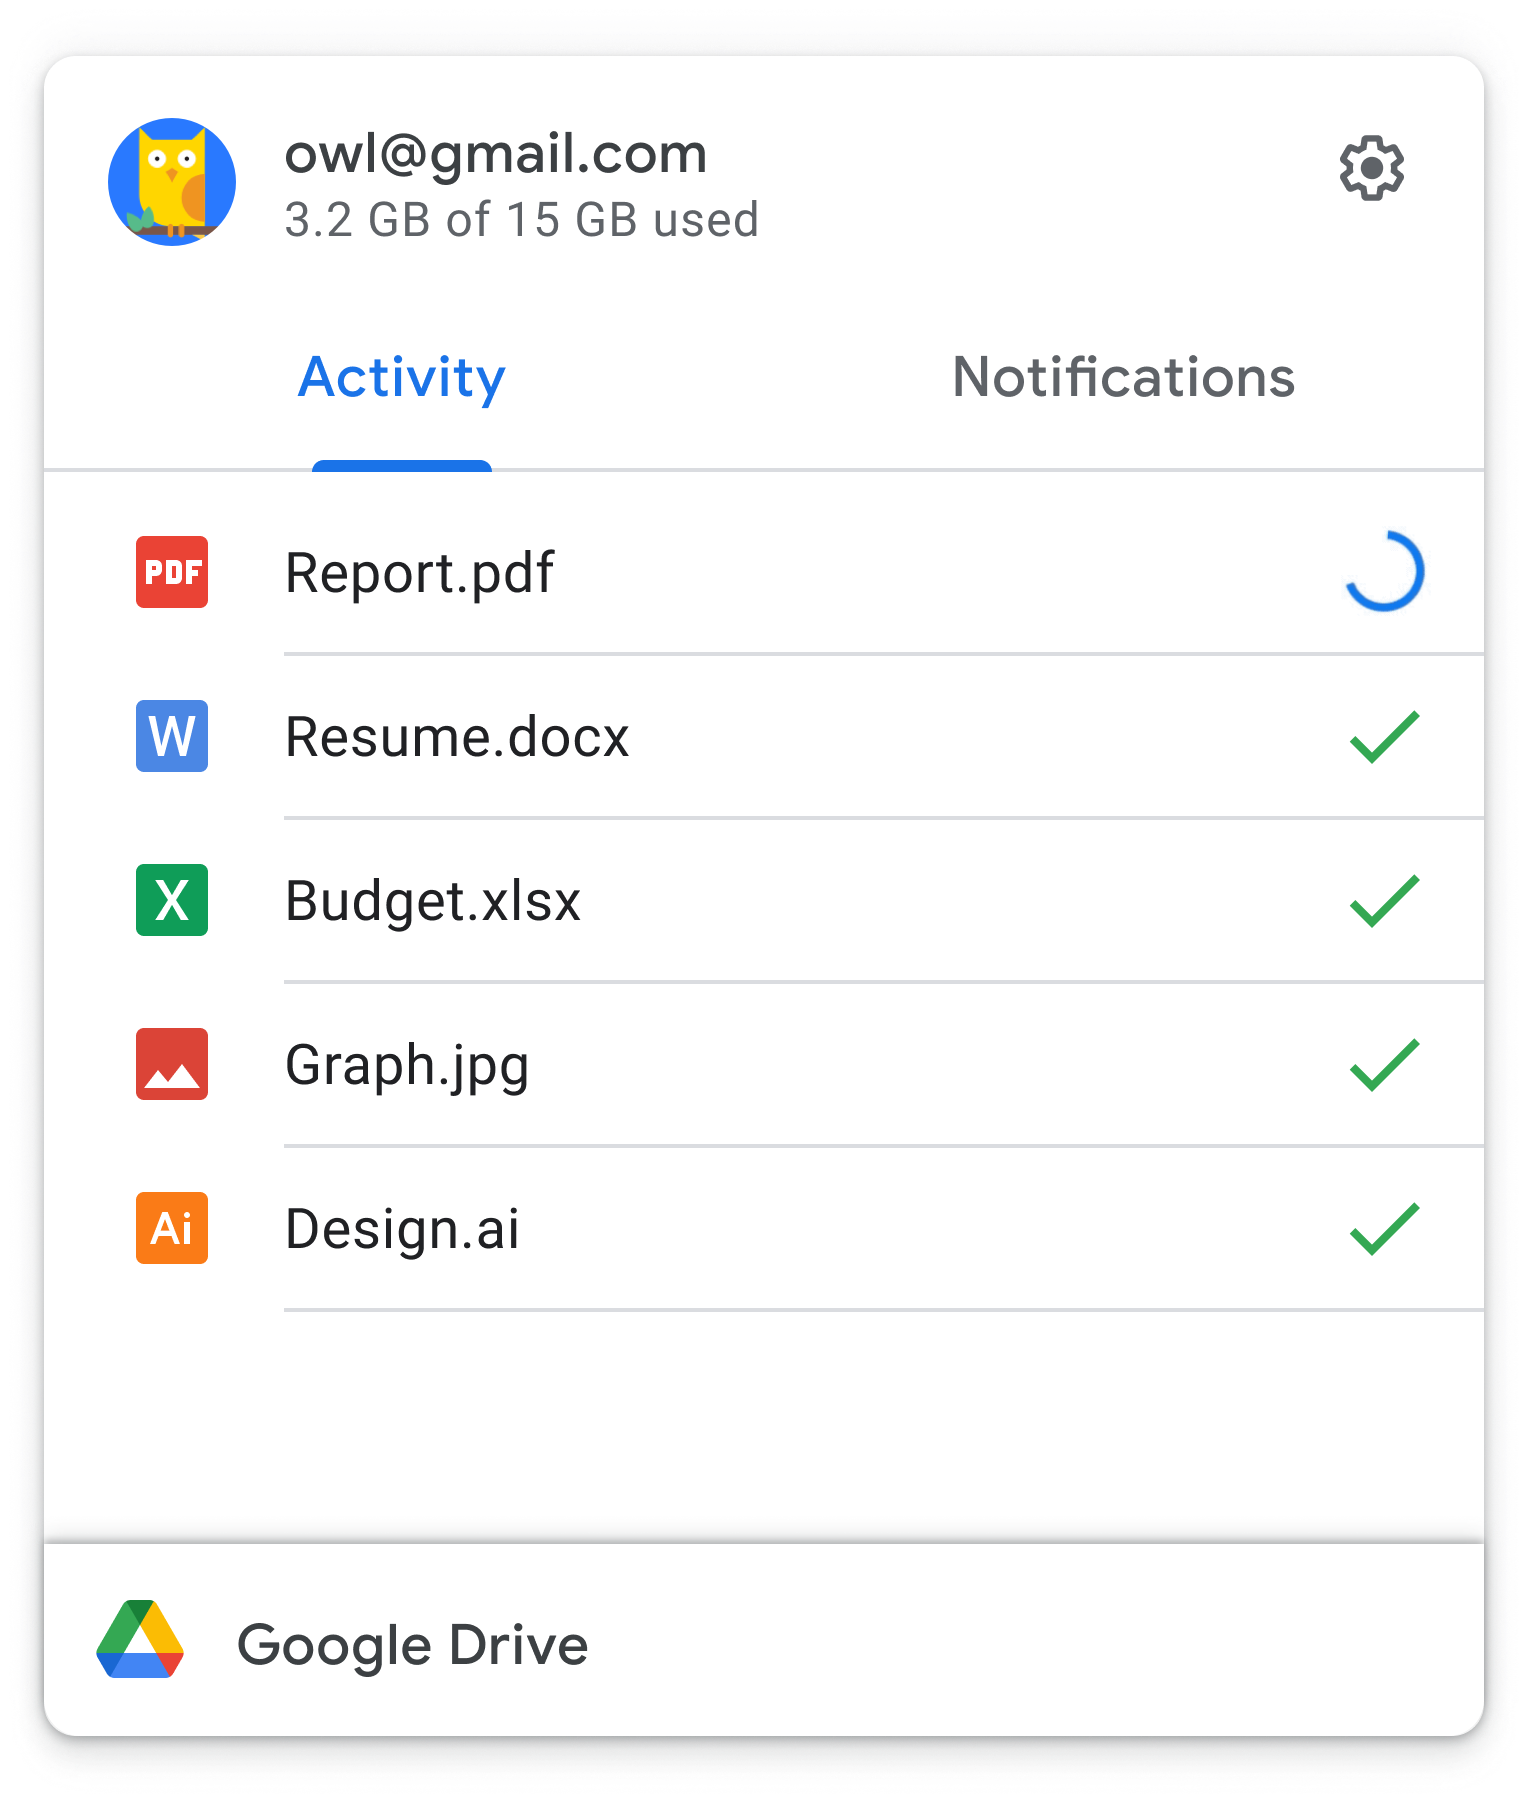 owl@gmail.com
3.2 GB of 15 GB used
Activity
Notifications
PDF
Report.pdf
W
Resume.docx
X
Budget.xlsx
Graph.jpg
Ai
Design.ai
Google Drive